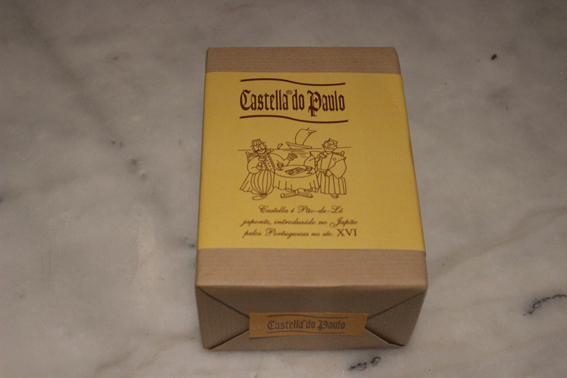 Castella do Paulo
Castella é Pão-de-Ló
japonês, introduzido no Japão
pelos Portugueses no séc. XVI
Castella do Paulo